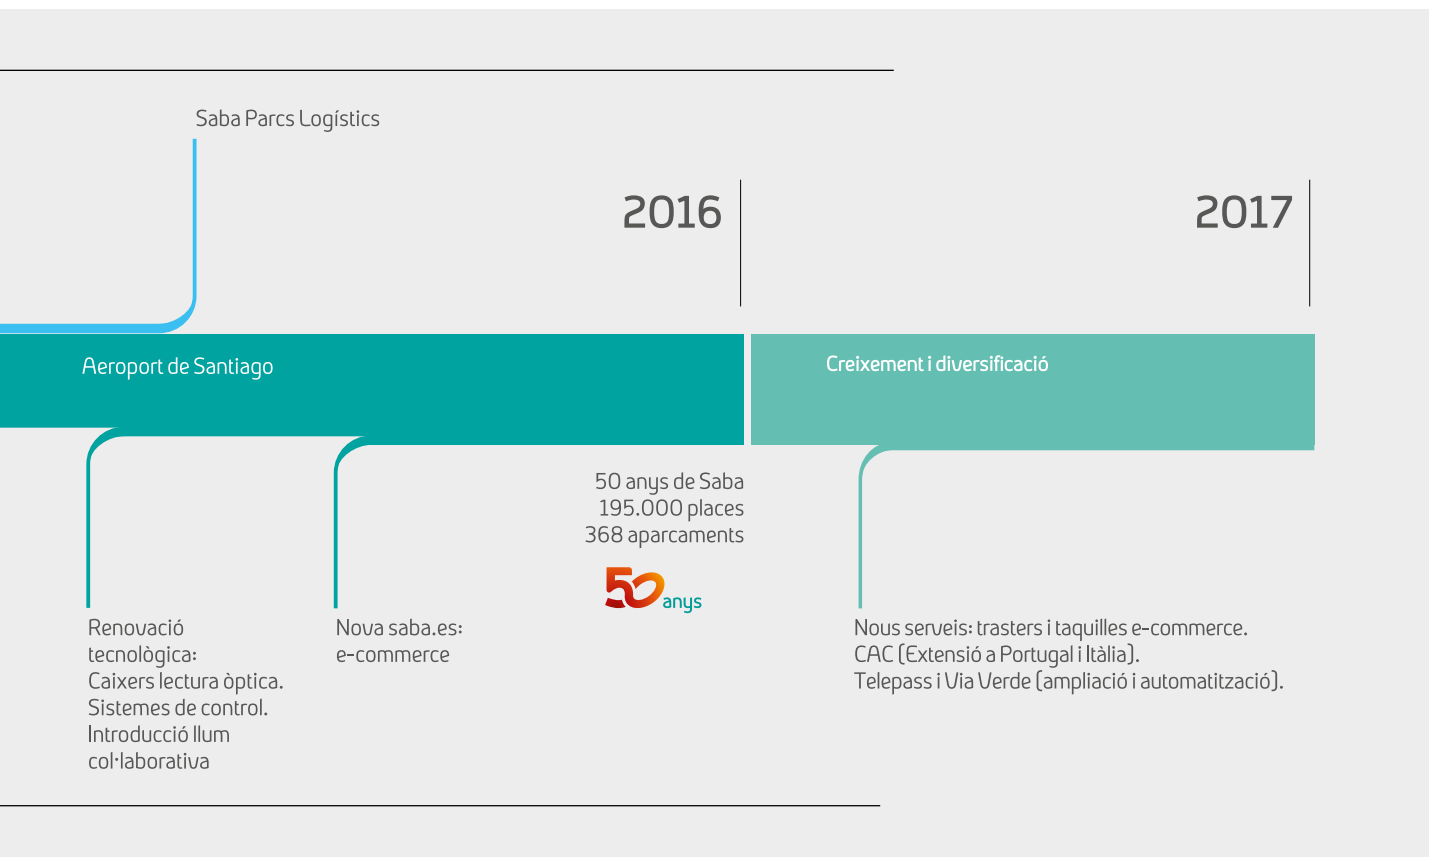 Saba Parcs Logístics
2016
2017
Aeroport de Santiago
Creixement i diversificació
50 anys de Saba
195.000 places
368 aparcaments
50 anys
Renovació
tecnològica:
Caixers lectura òptica.
Sistemes de control.
Introducció llum
col·laborativa
Nova saba.es:
e-commerce
Nous serveis: trasters i taquilles e-commerce.
CAC (Extensió a Portugal i Itàlia).
Telepass i Via Verde (ampliació i automatització).